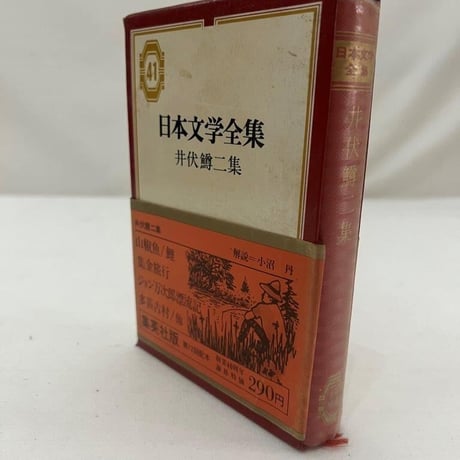 41
日本文学全集
井伏鱒二集
井伏鱒二集
山椒魚/鯉
集金旅行
ジョン万次郎漂流記
多甚古村/他
集英社版
解説=小沼 丹
290円
日本文学
全集
井伏鱒二集